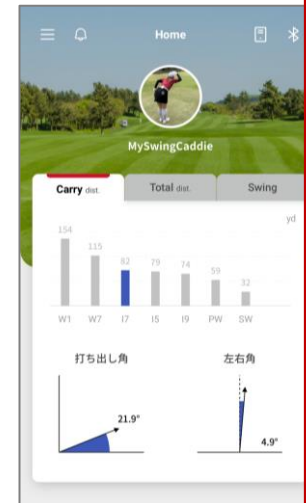 Home
MySwingCaddie
Carry dist.
Total dist.
Swing
yd
154
115
82
79
74
59
32
W1
W7
I7
I5
I9
PW
SW
打ち出し角
左右角
21.9°
4.9°